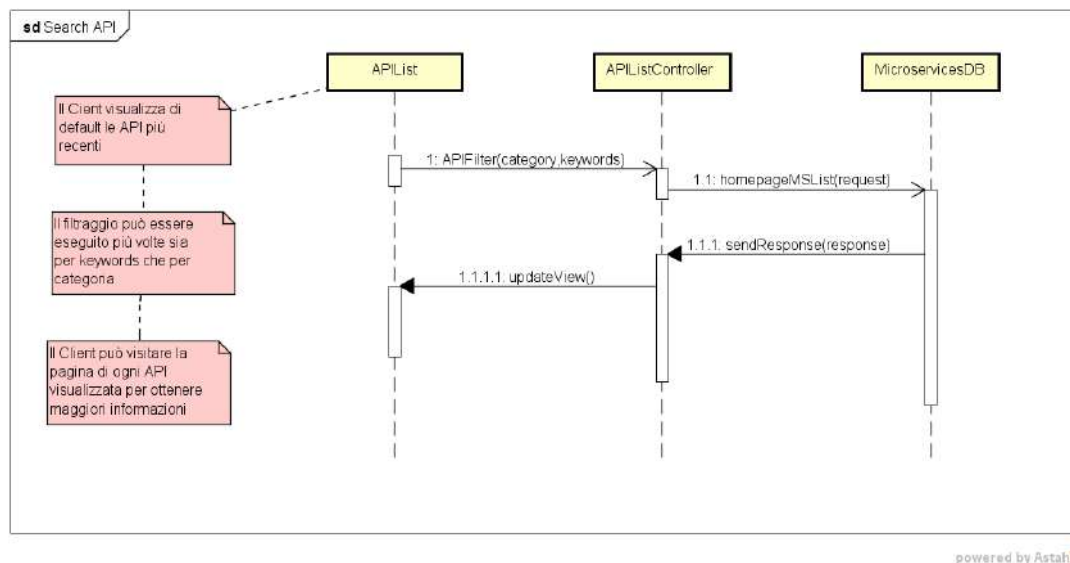 sd Search API
APIList
APIListController
MicroservicesDB
Il Cient visualizza di
default le API più
recenti
1: APIFilter(category,keywords)
1.1: homepageMSList(request)
Il filtraggio può essere
eseguito più volte sia
per keywords che per
categoria
1.1.1. sendResponse(response)
1.1.1.1. updateView()
Il Client può visitare la
pagina di ogni API
visualizzata per ottenere
maggiori informazioni
powered by Astah